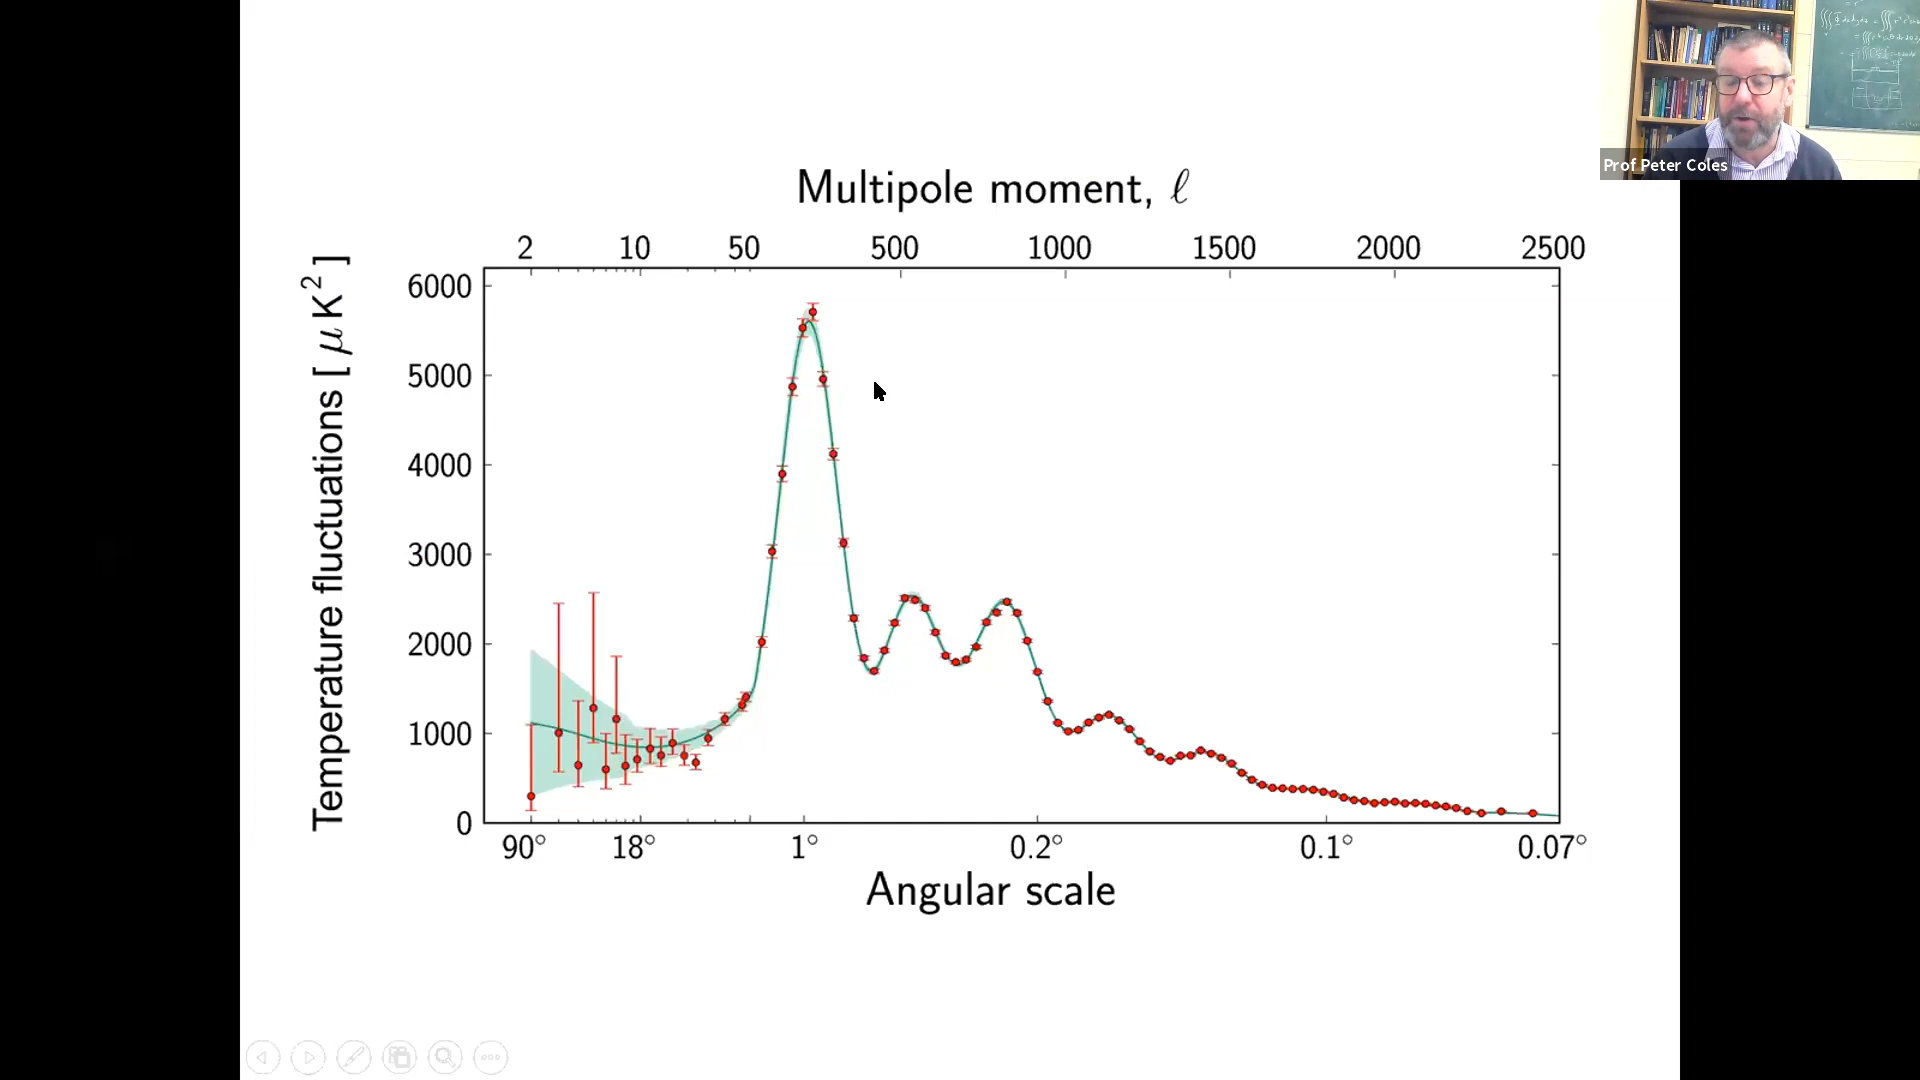 Prof Peter Coles
Multipole moment, ℓ
2 10 50 500 1000 1500 2000 2500
Temperature fluctuations [ μ K² ]
6000
5000
4000
3000
2000
1000
0
90° 18° 1° 0.2° 0.1° 0.07°
Angular scale